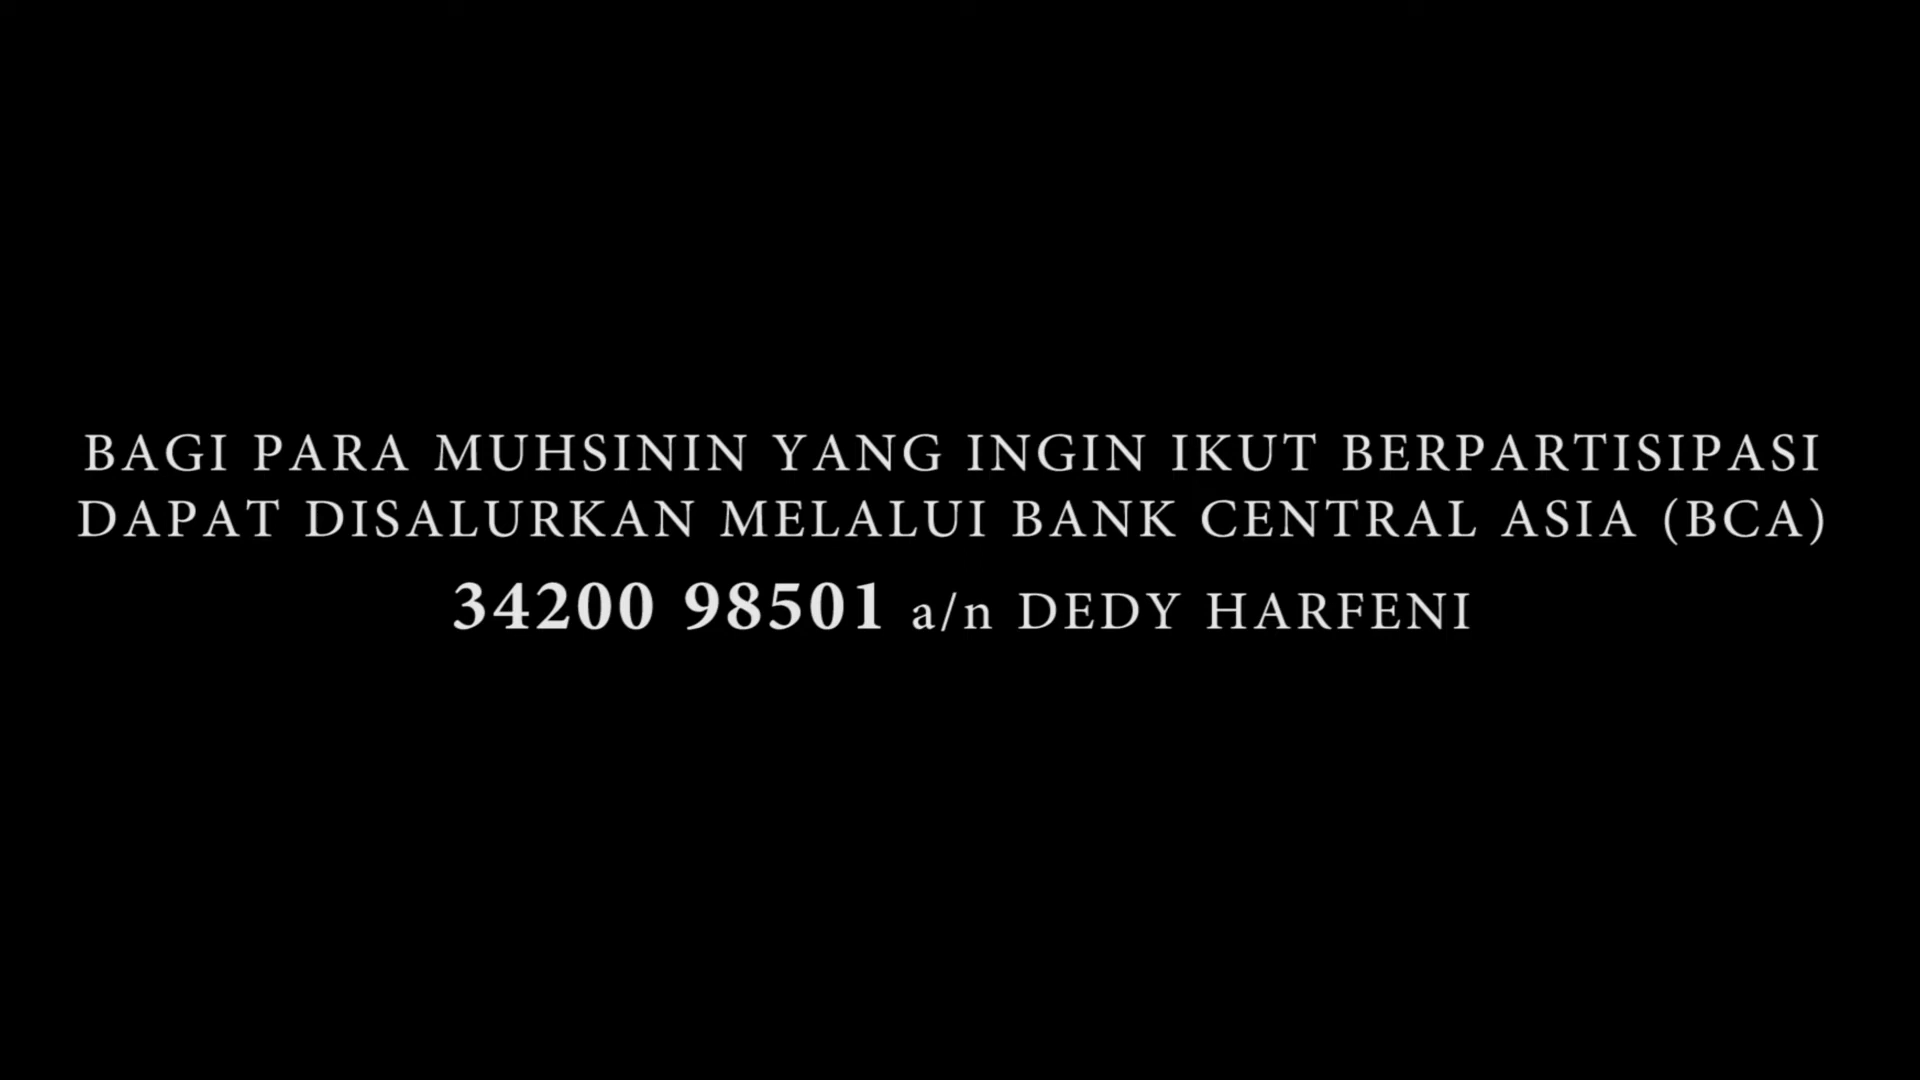 BAGI PARA MUHSININ YANG INGIN IKUT BERPARTISIPASI
DAPAT DISALURKAN MELALUI BANK CENTRAL ASIA (BCA)
34200 98501 a/n DEDY HARFENI